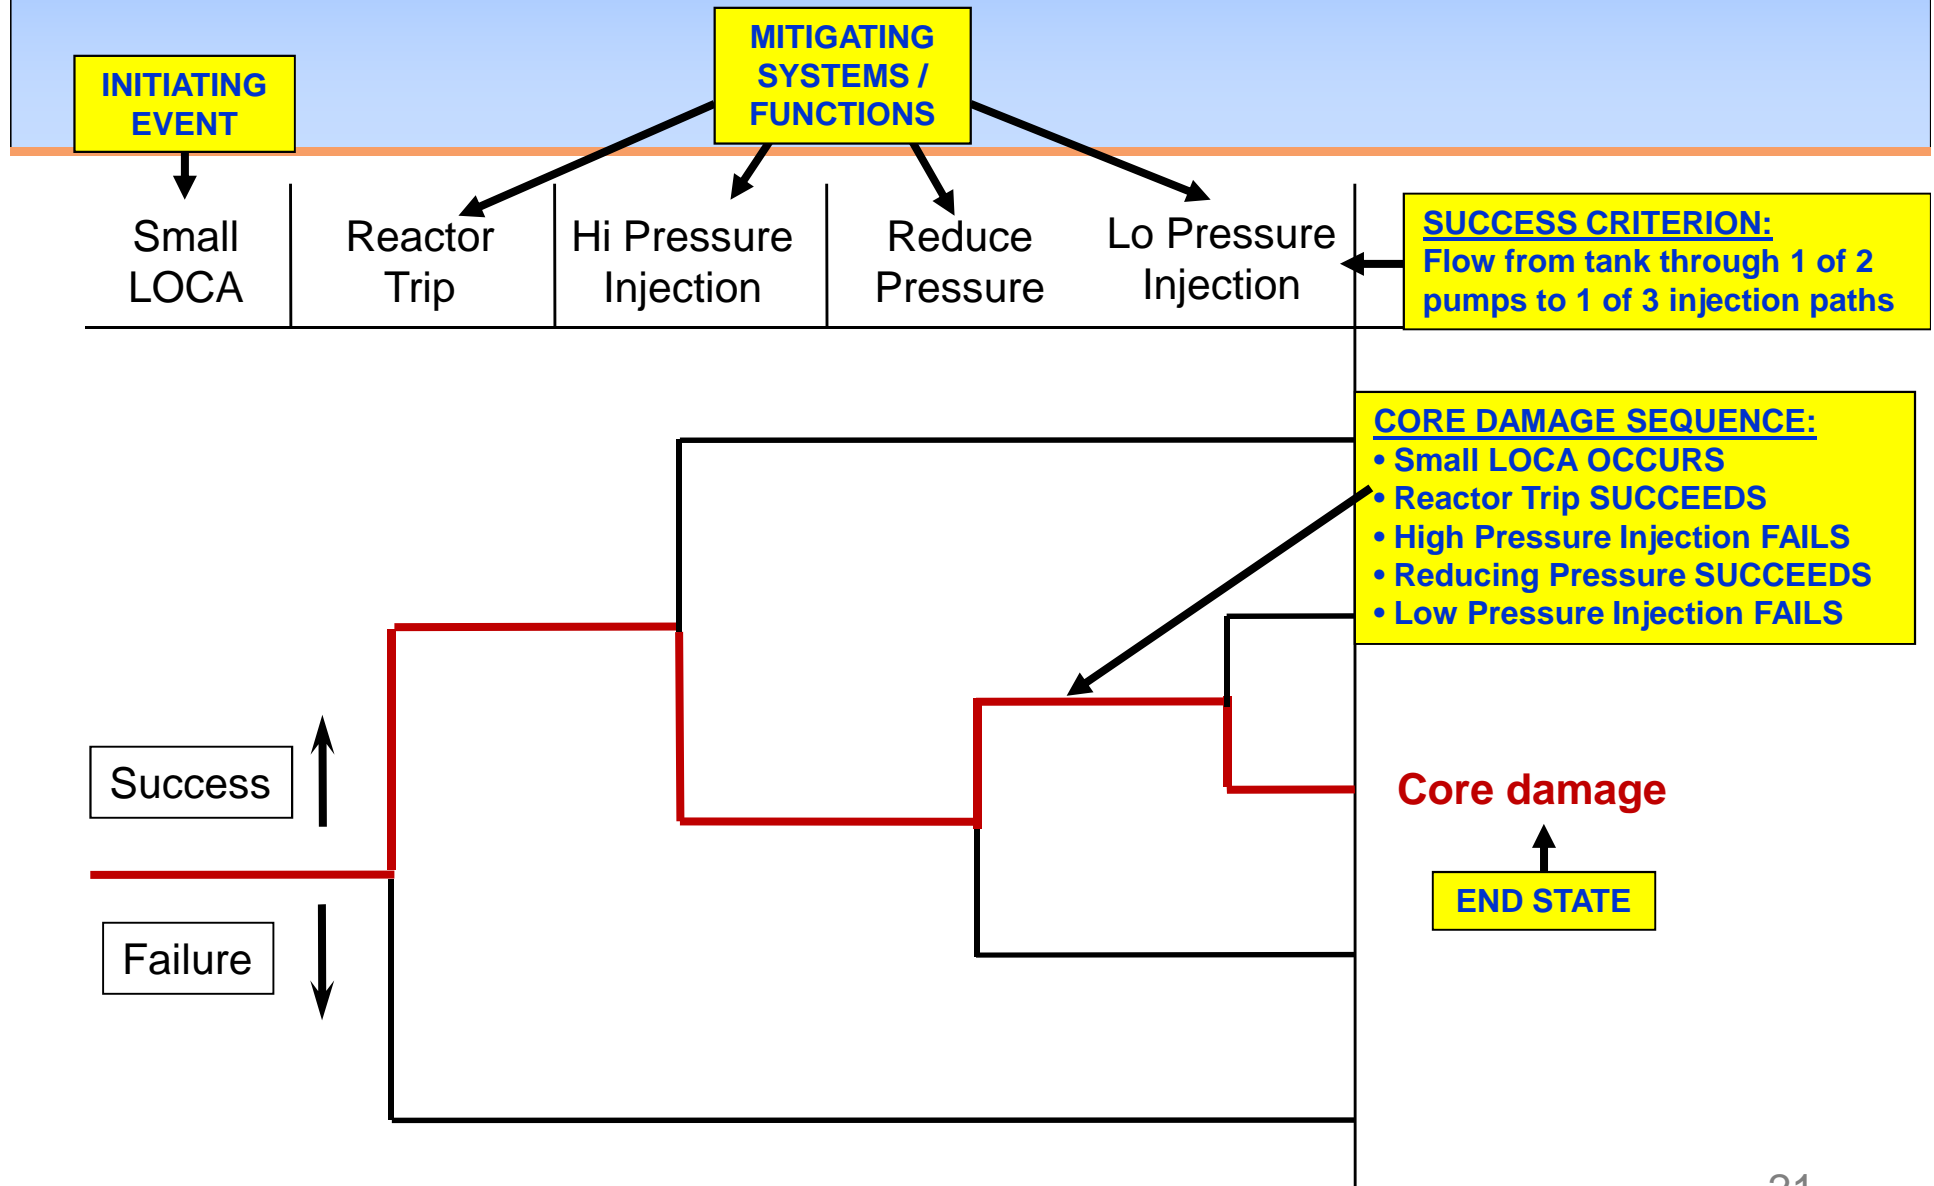 INITIATING
EVENT
MITIGATING
SYSTEMS /
FUNCTIONS
Small
LOCA
Reactor
Trip
Hi Pressure
Injection
Reduce
Pressure
Lo Pressure
Injection
SUCCESS CRITERION:
Flow from tank through 1 of 2
pumps to 1 of 3 injection paths
CORE DAMAGE SEQUENCE:
• Small LOCA OCCURS
• Reactor Trip SUCCEEDS
• High Pressure Injection FAILS
• Reducing Pressure SUCCEEDS
• Low Pressure Injection FAILS
Success
Failure
Core damage
END STATE
21